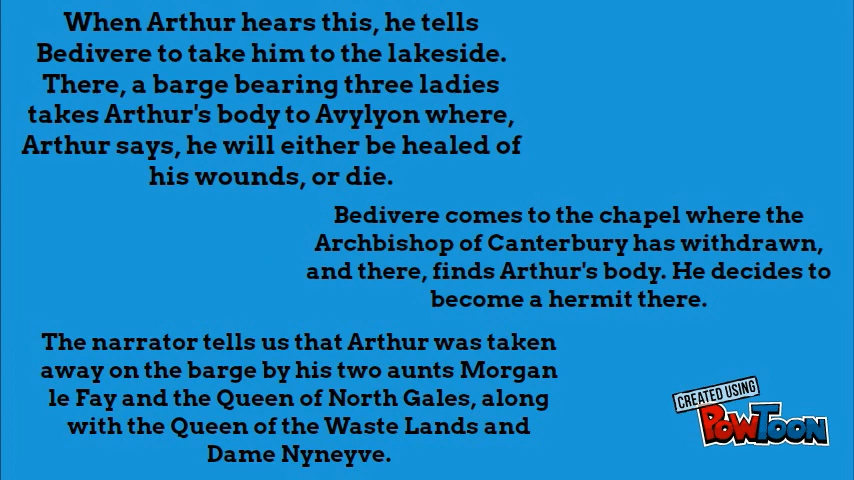 When Arthur hears this, he tells
Bedivere to take him to the lakeside.
There, a barge bearing three ladies
takes Arthur's body to Avylyon where,
Arthur says, he will either be healed of
his wounds, or die.
Bedivere comes to the chapel where the
Archbishop of Canterbury has withdrawn,
and there, finds Arthur's body. He decides to
become a hermit there.
The narrator tells us that Arthur was taken
away on the barge by his two aunts Morgan
le Fay and the Queen of North Gales, along
with the Queen of the Waste Lands and
Dame Nyneyve.
CREATED USING
POWTOON